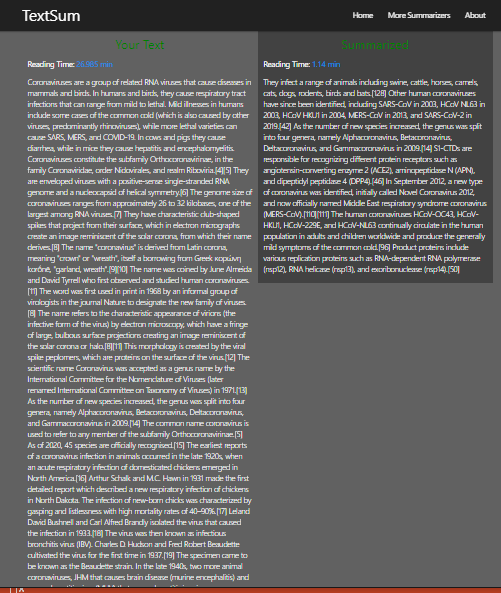 TextSum
Home More Summarizers About
Your Text
Reading Time: 26.985 min
Coronaviruses are a group of related RNA viruses that cause diseases in
mammals and birds. In humans and birds, they cause respiratory tract
infections that can range from mild to lethal. Mild illnesses in humans
include some cases of the common cold (which is also caused by other
viruses, predominantly rhinoviruses), while more lethal varieties can
cause SARS, MERS, and COVID-19. In cows and pigs they cause
diarrhea, while in mice they cause hepatitis and encephalomyelitis.
Coronaviruses constitute the subfamily Orthocoronavirinae, in the
family Coronaviridae, order Nidovirales, and realm Riboviria.[4][5] They
are enveloped viruses with a positive-sense single-stranded RNA
genome and a nucleocapsid of helical symmetry.[6] The genome size of
coronaviruses ranges from approximately 26 to 32 kilobases, one of the
largest among RNA viruses.[7] They have characteristic club-shaped
spikes that project from their surface, which in electron micrographs
create an image reminiscent of the solar corona, from which their name
derives.[8] The name "coronavirus" is derived from Latin corona,
meaning "crown" or "wreath", itself a borrowing from Greek κορώνη
korōnē, "garland, wreath".[9][10] The name was coined by June Almeida
and David Tyrrell who first observed and studied human coronaviruses.
[11] The word was first used in print in 1968 by an informal group of
virologists in the journal Nature to designate the new family of viruses.
[8] The name refers to the characteristic appearance of virions (the
infective form of the virus) by electron microscopy, which have a fringe
of large, bulbous surface projections creating an image reminiscent of
the solar corona or halo.[8][11] This morphology is created by the viral
spike peplomers, which are proteins on the surface of the virus.[12] The
scientific name Coronavirus was accepted as a genus name by the
International Committee for the Nomenclature of Viruses (later
renamed International Committee on Taxonomy of Viruses) in 1971.[13]
As the number of new species increased, the genus was split into four
genera, namely Alphacoronavirus, Betacoronavirus, Deltacoronavirus,
and Gammacoronavirus in 2009.[14] The common name coronavirus is
used to refer to any member of the subfamily Orthocoronavirinae.[5]
As of 2020, 45 species are officially recognised.[15] The earliest reports
of a coronavirus infection in animals occurred in the late 1920s, when
an acute respiratory infection of domesticated chickens emerged in
North America.[16] Arthur Schalk and M.C. Hawn in 1931 made the first
detailed report which described a new respiratory infection of chickens
in North Dakota. The infection of new-born chicks was characterized by
gasping and listlessness with high mortality rates of 40–90%.[17] Leland
David Bushnell and Carl Alfred Brandly isolated the virus that caused
the infection in 1933.[18] The virus was then known as infectious
bronchitis virus (IBV). Charles D. Hudson and Fred Robert Beaudette
cultivated the virus for the first time in 1937.[19] The specimen came to
be known as the Beaudette strain. In the late 1940s, two more animal
coronaviruses, JHM that causes brain disease (murine encephalitis) and
Summarized
Reading Time: 1.14 min
They infect a range of animals including swine, cattle, horses, camels,
cats, dogs, rodents, birds and bats.[128] Other human coronaviruses
have since been identified, including SARS-CoV in 2003, HCoV NL63 in
2003, HCoV HKU1 in 2004, MERS-CoV in 2013, and SARS-CoV-2 in
2019.[42] As the number of new species increased, the genus was split
into four genera, namely Alphacoronavirus, Betacoronavirus,
Deltacoronavirus, and Gammacoronavirus in 2009.[14] S1-CTDs are
responsible for recognizing different protein receptors such as
angiotensin-converting enzyme 2 (ACE2), aminopeptidase N (APN),
and dipeptidyl peptidase 4 (DPP4).[46] In September 2012, a new type
of coronavirus was identified, initially called Novel Coronavirus 2012,
and now officially named Middle East respiratory syndrome coronavirus
(MERS-CoV).[110][111] The human coronaviruses HCoV-OC43, HCoV-
HKU1, HCoV-229E, and HCoV-NL63 continually circulate in the human
population in adults and children worldwide and produce the generally
mild symptoms of the common cold.[96] Product proteins include
various replication proteins such as RNA-dependent RNA polymerase
(nsp12), RNA helicase (nsp13), and exoribonuclease (nsp14).[50]